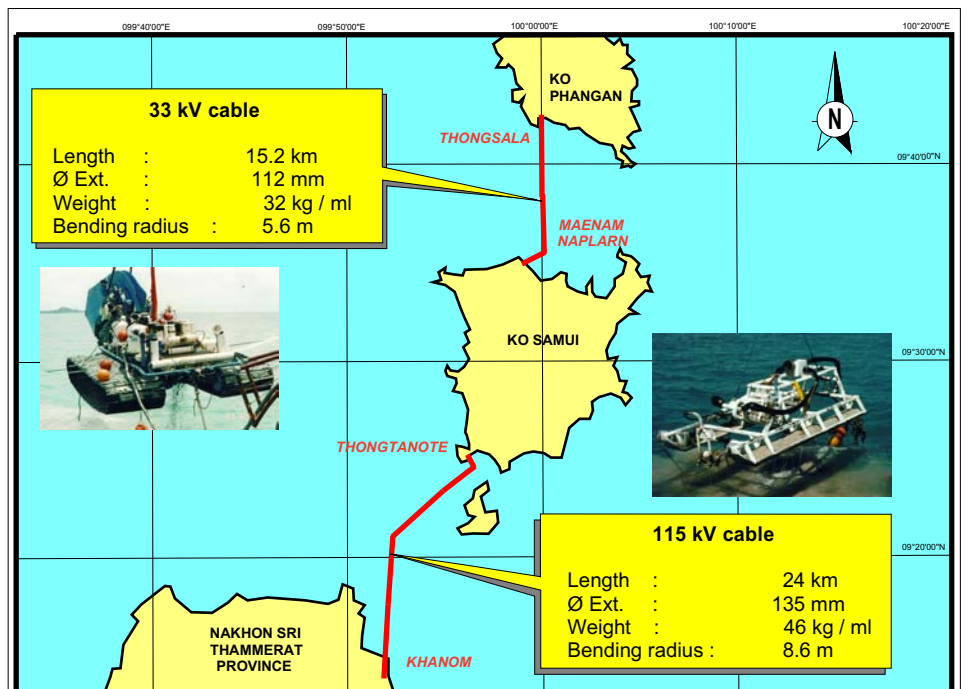 099°40'00"E
099°50'00"E
100°00'00"E
100°10'00"E
100°20'00"E
KO
PHANGAN
33 kV cable
Length : 15.2 km
Ø Ext. : 112 mm
Weight : 32 kg / ml
Bending radius : 5.6 m
THONGSALA
N
09°40'00"N
MAENAM
NAPLARN
KO SAMUI
09°30'00"N
THONGTANOTE
115 kV cable
Length : 24 km
Ø Ext. : 135 mm
Weight : 46 kg / ml
Bending radius : 8.6 m
09°20'00"N
NAKHON SRI
THAMMERAT
PROVINCE
KHANOM